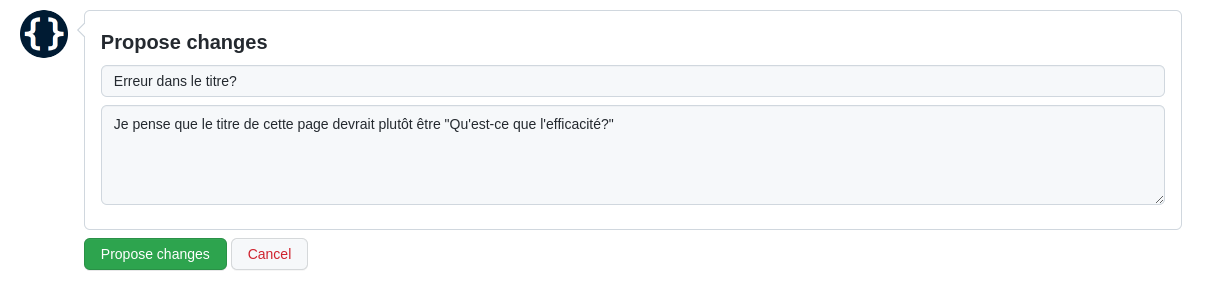 {}
Propose changes
Erreur dans le titre?
Je pense que le titre de cette page devrait plutôt être "Qu'est-ce que l'efficacité?"
Propose changes Cancel